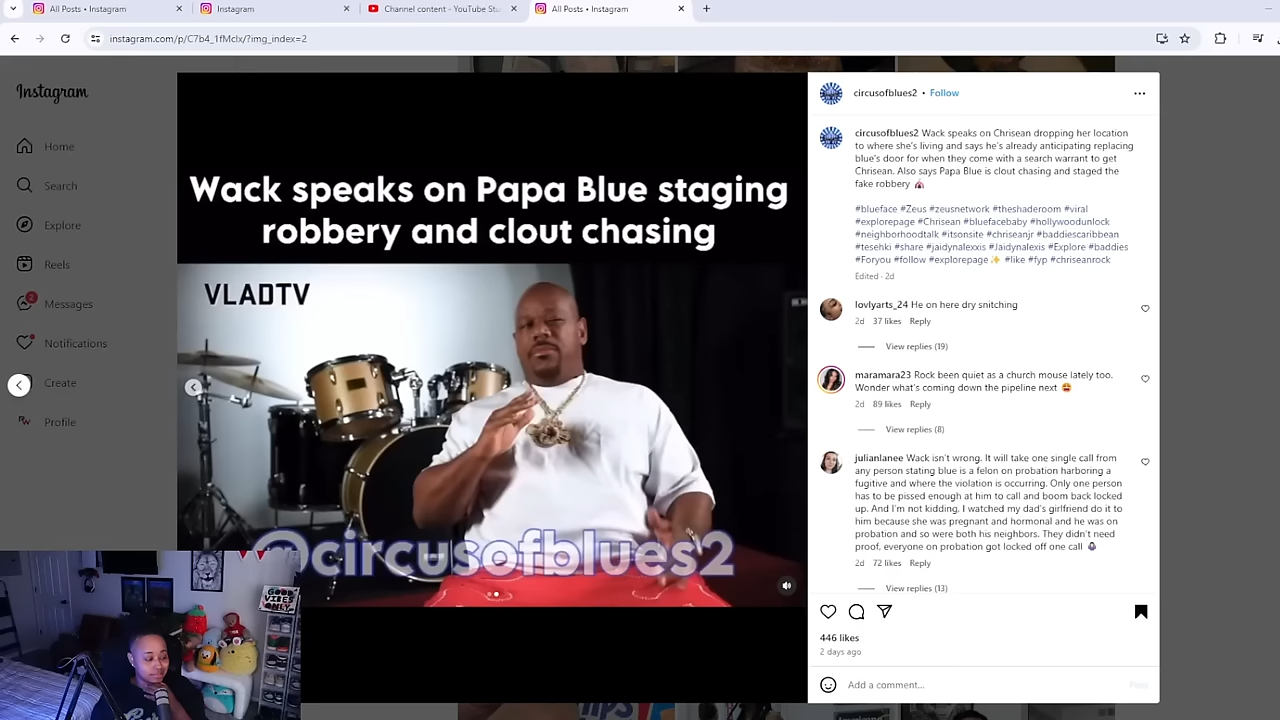 All Posts • Instagram
Instagram
Channel content - YouTube Stu
All Posts • Instagram
instagram.com/p/C7b4_1fMclx/?img_index=2
Instagram
Home
Search
Explore
Reels
2
Messages
Notifications
Create
Profile
Wack speaks on Papa Blue staging
robbery and clout chasing
VLADTV
@circusofblues2
GOOD
VIBES
ONLY
circusofblues2 • Follow
circusofblues2 Wack speaks on Chrisean dropping her location
to where she's living and says he's already anticipating replacing
blue's door for when they come with a search warrant to get
Chrisean. Also says Papa Blue is clout chasing and staged the
fake robbery 🎪
#blueface #Zeus #zeusnetwork #theshaderoom #viral
#explorepage #Chrisean #bluefacebaby #hollywoodunlock
#neighborhoodtalk #itsonsite #chriseanjr #baddiescaribbean
#tesehki #share #jaidynalexxis #Jaidynalexis #Explore #baddies
#Foryou #follow #explorepage✨ #like #fyp #chriseanrock
Edited · 2d
lovlyarts_24 He on here dry snitching
2d 37 likes Reply
View replies (19)
maramara23 Rock been quiet as a church mouse lately too.
Wonder what's coming down the pipeline next 🤩
2d 89 likes Reply
View replies (8)
julianlanee Wack isn't wrong. It will take one single call from
any person stating blue is a felon on probation harboring a
fugitive and where the violation is occurring. Only one person
has to be pissed enough at him to call and boom back locked
up. And I'm not kidding. I watched my dad's girlfriend do it to
him because she was pregnant and hormonal and he was on
probation and so were both his neighbors. They didn't need
proof, everyone on probation got locked off one call
2d 72 likes Reply
View replies (13)
446 likes
2 days ago
Add a comment...
Post